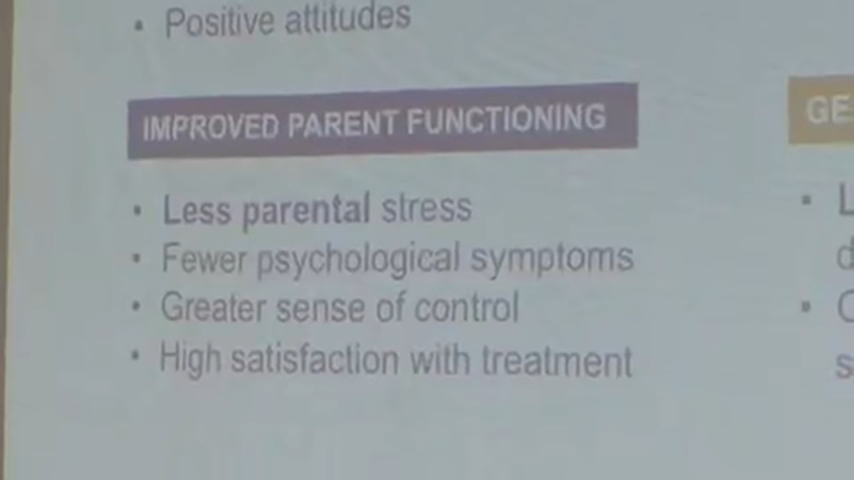 • Positive attitudes
IMPROVED PARENT FUNCTIONING
• Less parental stress
• Fewer psychological symptoms
• Greater sense of control
• High satisfaction with treatment
GE